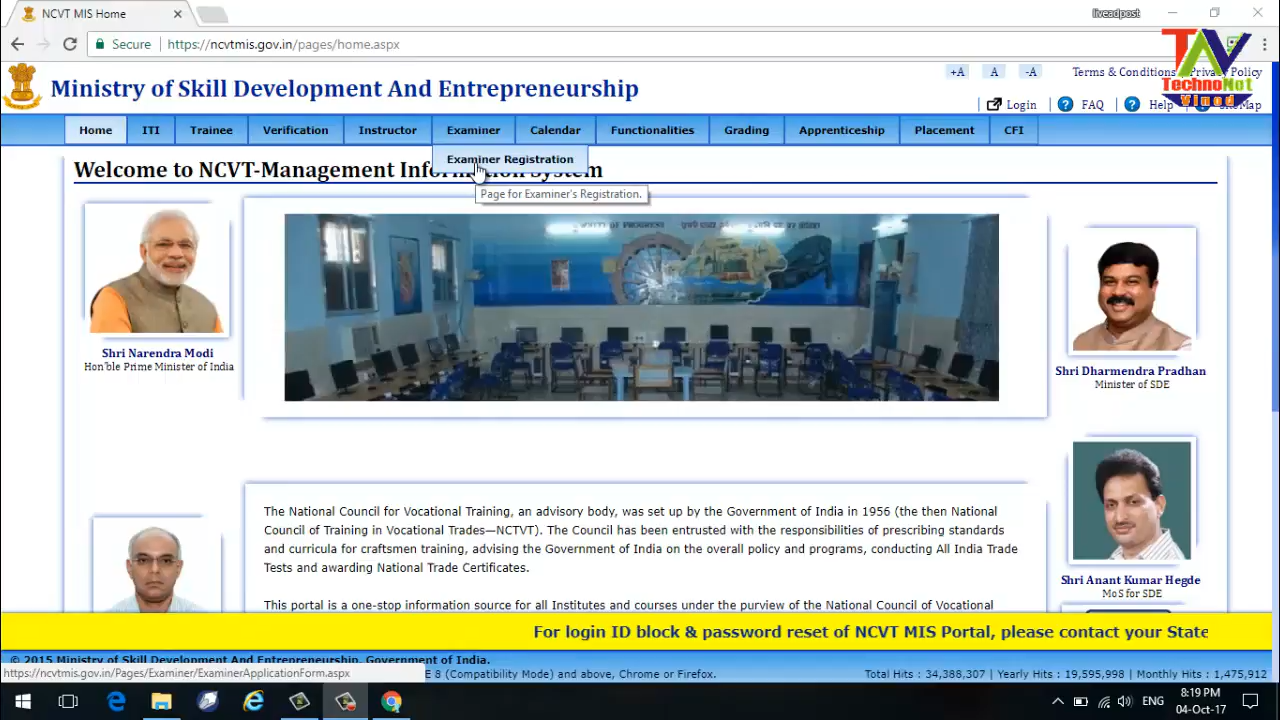 NCVT MIS Home
liveadpost
Secure
https://ncvtmis.gov.in/pages/home.aspx
TAV
TechnoNot
Vinod
Ministry of Skill Development And Entrepreneurship
+A A -A
Terms & Conditions Privacy Policy
Login FAQ Help Map
Home ITI Trainee Verification Instructor Examiner Calendar Functionalities Grading Apprenticeship Placement CFI
Examiner Registration
Welcome to NCVT-Management System
Page for Examiner's Registration.
Shri Narendra Modi
Hon'ble Prime Minister of India
Shri Dharmendra Pradhan
Minister of SDE
The National Council for Vocational Training, an advisory body, was set up by the Government of India in 1956 (the then National
Council of Training in Vocational Trades—NCTVT). The Council has been entrusted with the responsibilities of prescribing standards
and curricula for craftsmen training, advising the Government of India on the overall policy and programs, conducting All India Trade
Tests and awarding National Trade Certificates.
Shri Anant Kumar Hegde
MoS for SDE
This portal is a one-stop information source for all Institutes and courses under the purview of the National Council of Vocational
For login ID block & password reset of NCVT MIS Portal, please contact your State
© 2015 Ministry of Skill Development And Entrepreneurship, Government of India.
https://ncvtmis.gov.in/Pages/Examiner/ExaminerApplicationForm.aspx
E 8 (Compatibility) and above, Chrome or Firefox.
Total Hits : 34,388,307 | Yearly Hits : 19,595,998 | Monthly Hits : 1,475,912
ENG
8:19 PM
04-Oct-17